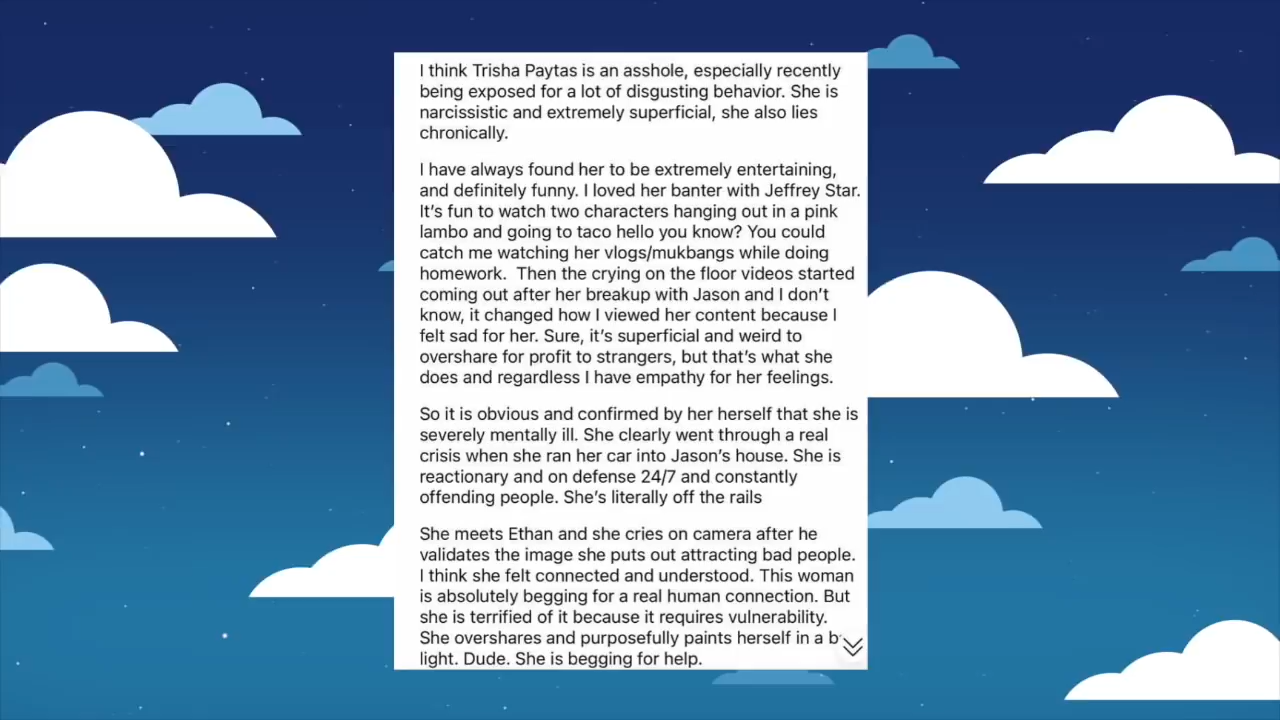 I think Trisha Paytas is an asshole, especially recently
being exposed for a lot of disgusting behavior. She is
narcissistic and extremely superficial, she also lies
chronically.
I have always found her to be extremely entertaining,
and definitely funny. I loved her banter with Jeffrey Star.
It's fun to watch two characters hanging out in a pink
lambo and going to taco hello you know? You could
catch me watching her vlogs/mukbangs while doing
homework.  Then the crying on the floor videos started
coming out after her breakup with Jason and I don't
know, it changed how I viewed her content because I
felt sad for her. Sure, it's superficial and weird to
overshare for profit to strangers, but that's what she
does and regardless I have empathy for her feelings.
So it is obvious and confirmed by her herself that she is
severely mentally ill. She clearly went through a real
crisis when she ran her car into Jason's house. She is
reactionary and on defense 24/7 and constantly
offending people. She's literally off the rails
She meets Ethan and she cries on camera after he
validates the image she puts out attracting bad people.
I think she felt connected and understood. This woman
is absolutely begging for a real human connection. But
she is terrified of it because it requires vulnerability.
She overshares and purposefully paints herself in a
light. Dude. She is begging for help.